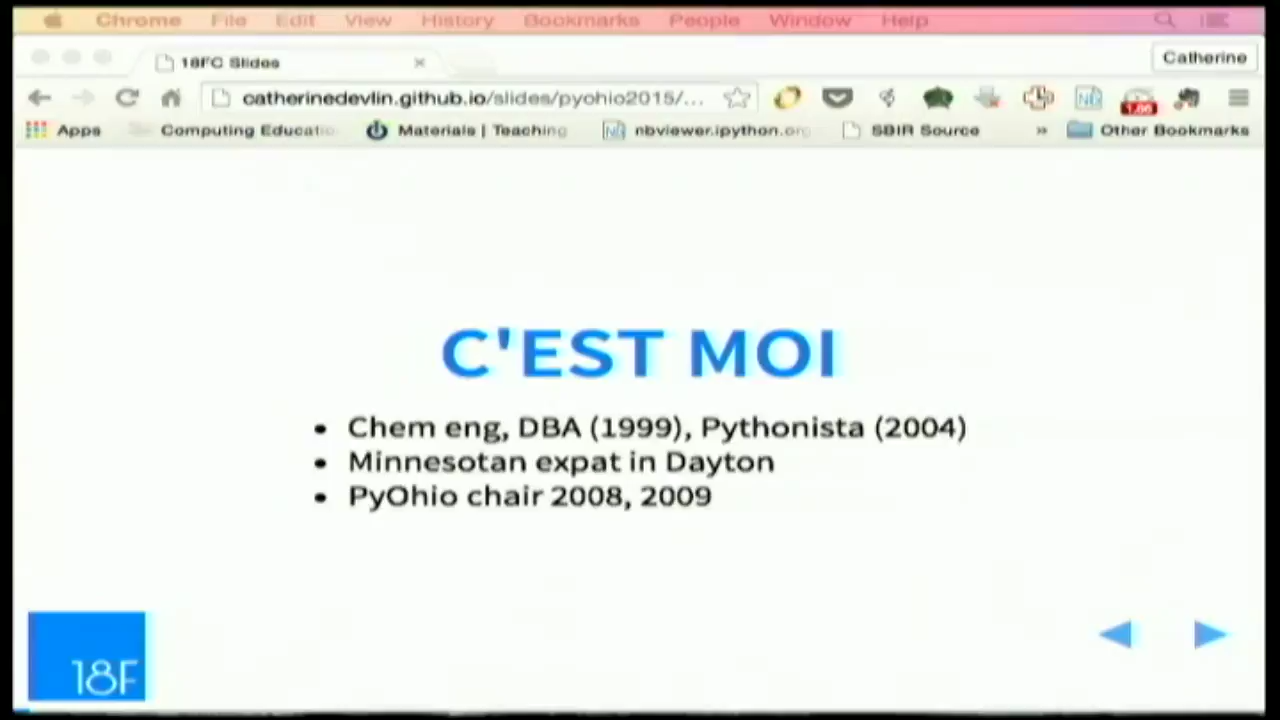 Chrome File Edit View History Bookmarks People Window Help
18FC Slides
Catherine
catherinedevlin.github.io/slides/pyohio2015/...
Apps Computing Educatio Materials | Teaching nbviewer.ipython.org SBIR Source » Other Bookmarks
C'EST MOI
• Chem eng, DBA (1999), Pythonista (2004)
• Minnesotan expat in Dayton
• PyOhio chair 2008, 2009
18F